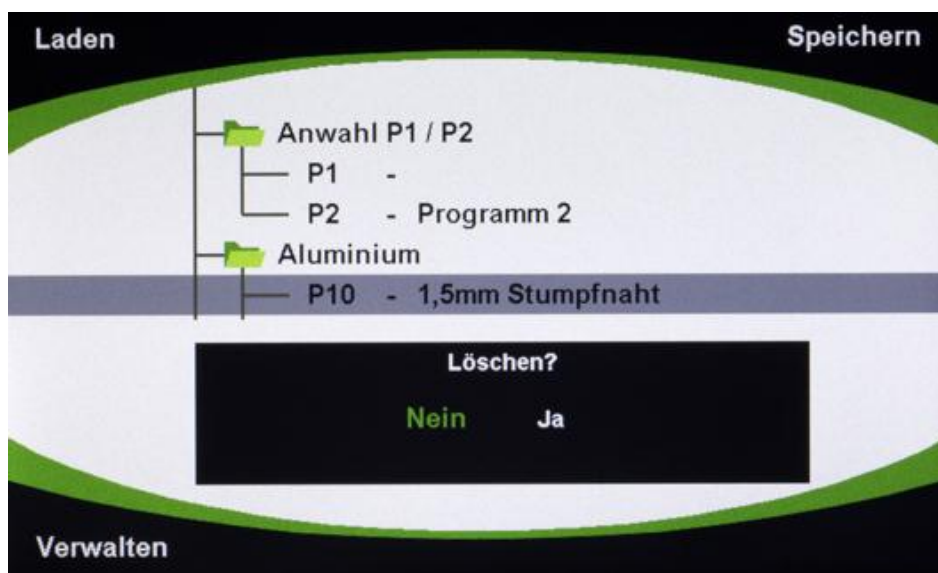 Laden Speichern
Anwahl P1 / P2
P1 -
P2 - Programm 2
Aluminium
P10 - 1,5mm Stumpfnaht
Löschen?
Nein Ja
Verwalten